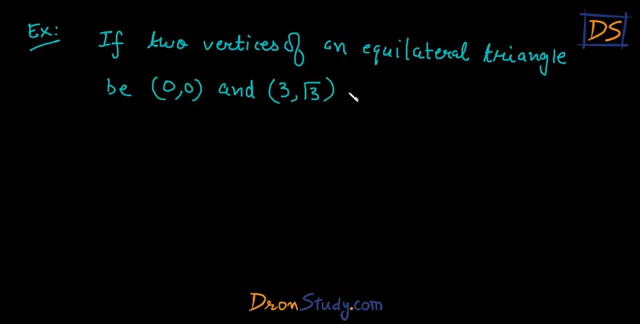 Ex: If two vertices of an equilateral triangle
be (0,0) and (3,√3)
DS
DronStudy.com